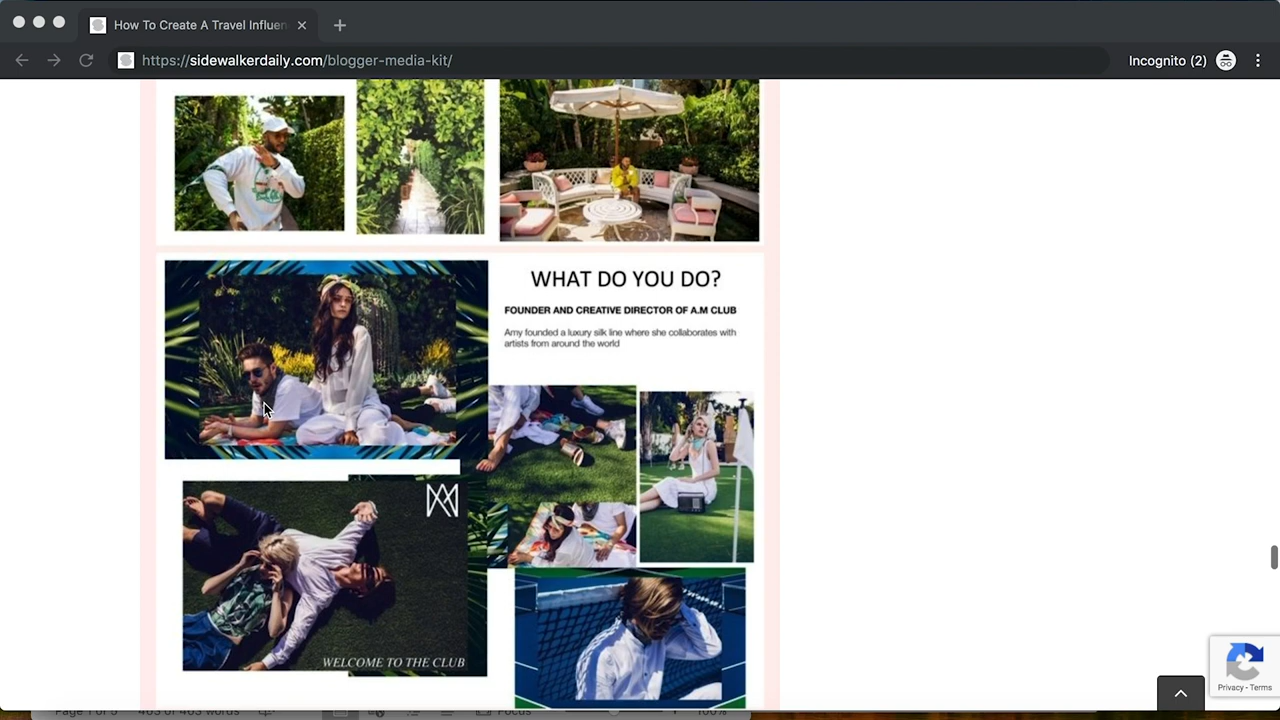 How To Create A Travel Influen
https://sidewalkerdaily.com/blogger-media-kit/
Incognito (2)
WHAT DO YOU DO?
FOUNDER AND CREATIVE DIRECTOR OF A.M CLUB
Amy founded a luxury silk line where she collaborates with
artists from around the world
WELCOME TO THE CLUB
Privacy - Terms
Focus